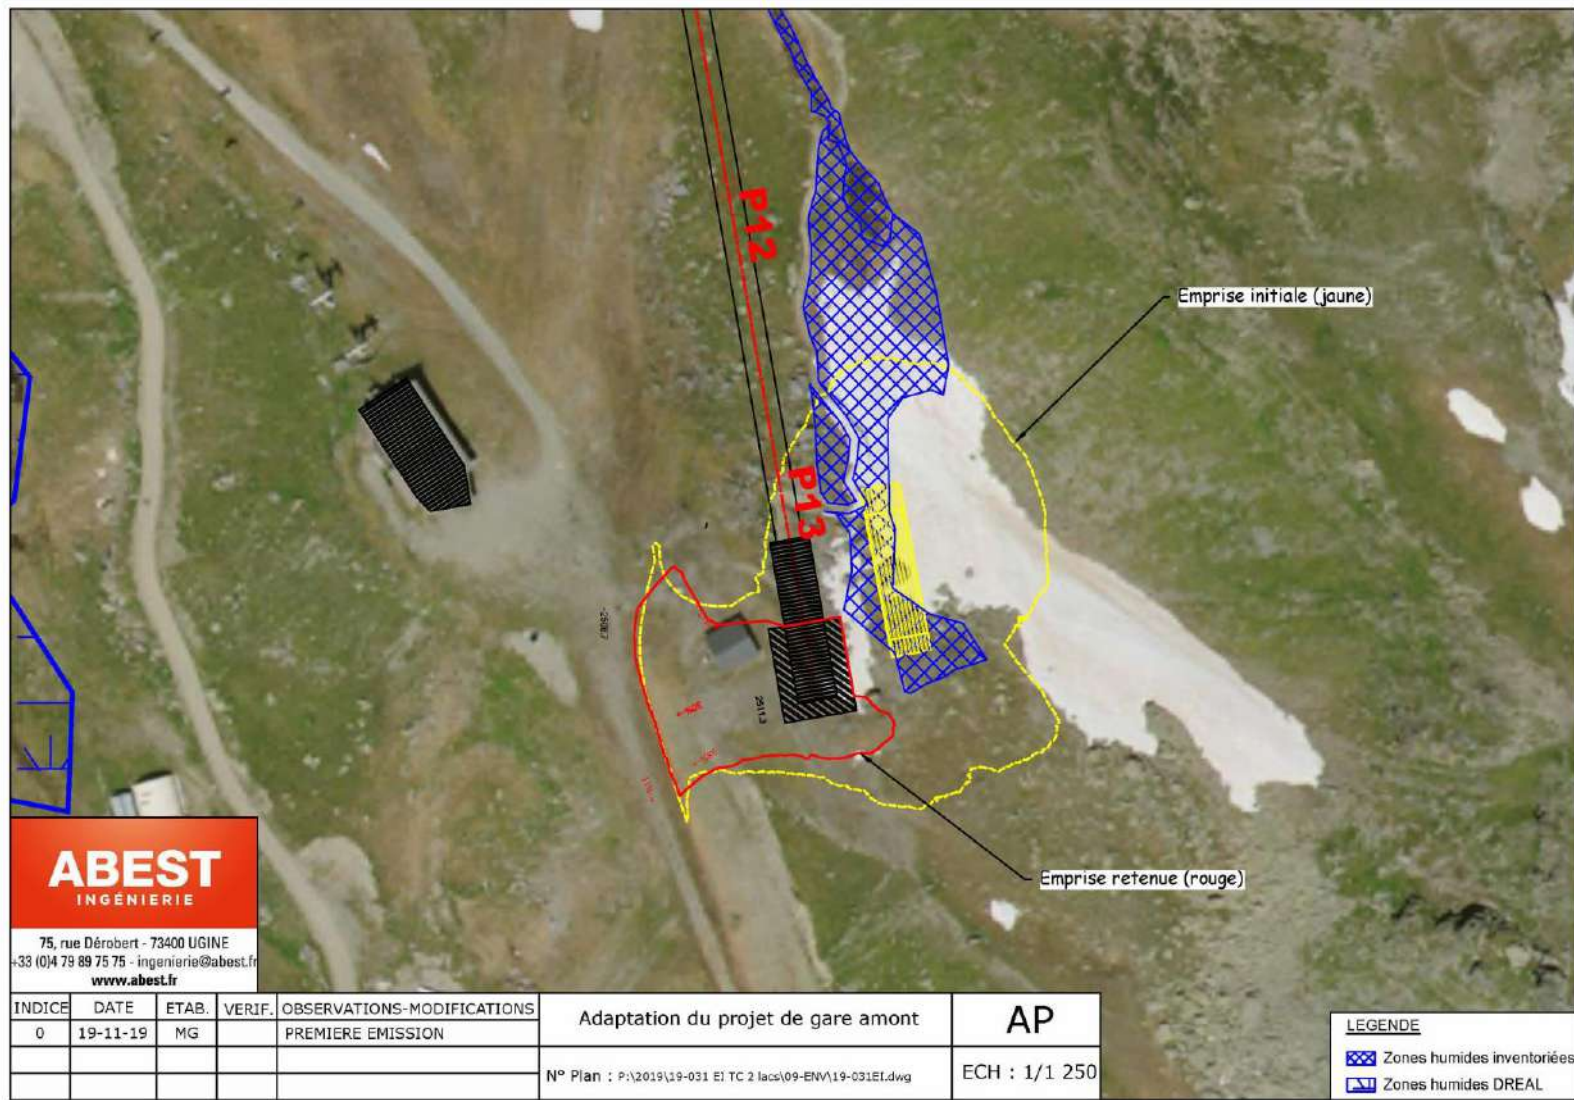 P12
Emprise initiale (jaune)
P13
2511.3
Emprise retenue (rouge)
ABEST
INGÉNIERIE
75, rue Dérobert - 73400 UGINE
+33 (0)4 79 89 75 75 - ingenierie@abest.fr
www.abest.fr
INDICE DATE ETAB. VERIF. OBSERVATIONS-MODIFICATIONS
0 19-11-19 MG PREMIERE EMISSION
Adaptation du projet de gare amont
N° Plan : P:\2019\19-031 EI TC 2 lacs\09-ENV\19-031EI.dwg
AP
ECH : 1/1 250
LEGENDE
Zones humides inventoriées
Zones humides DREAL